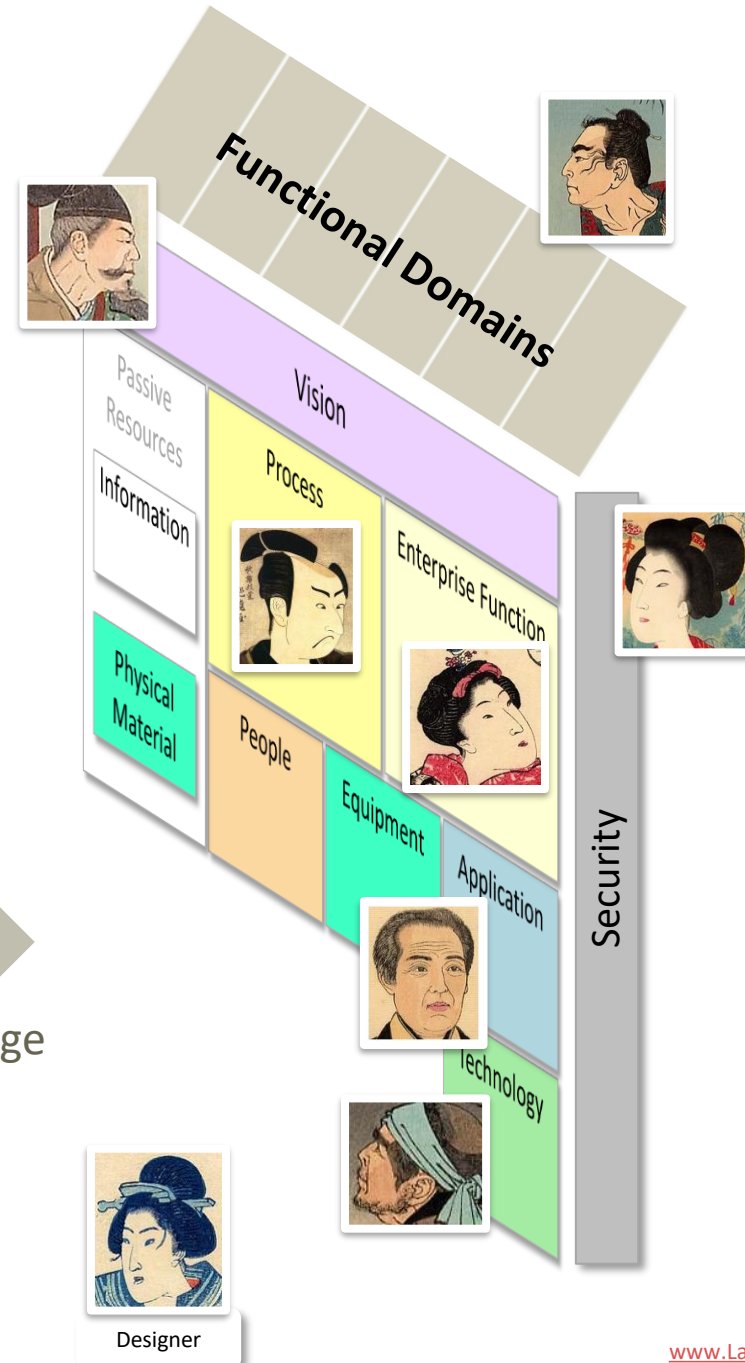 Functional Domains
Vision
Passive
Resources
Information
Physical
Material
Process
Enterprise Function
People
Equipment
Application
Technology
Security
ge
Designer
www.La